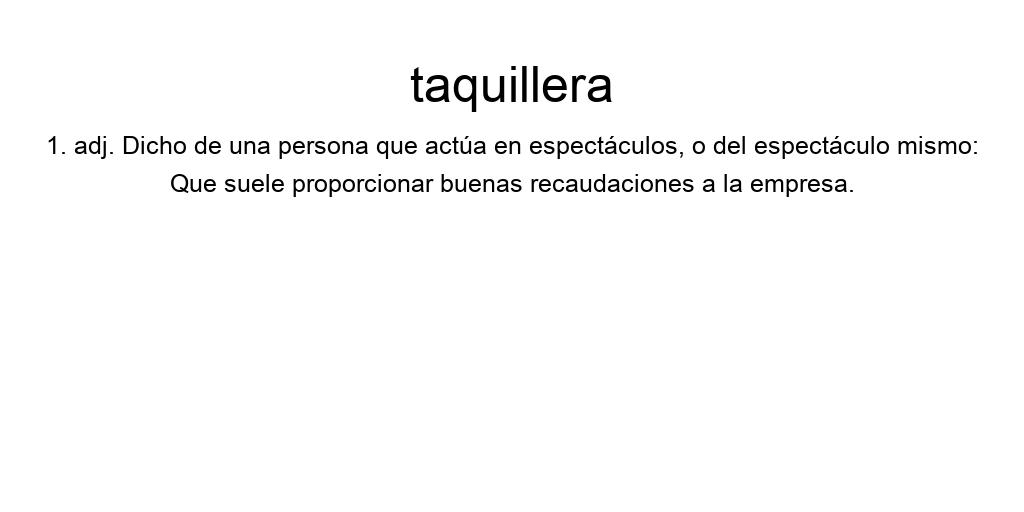 taquillera
1. adj. Dicho de una persona que actúa en espectáculos, o del espectáculo mismo:
Que suele proporcionar buenas recaudaciones a la empresa.